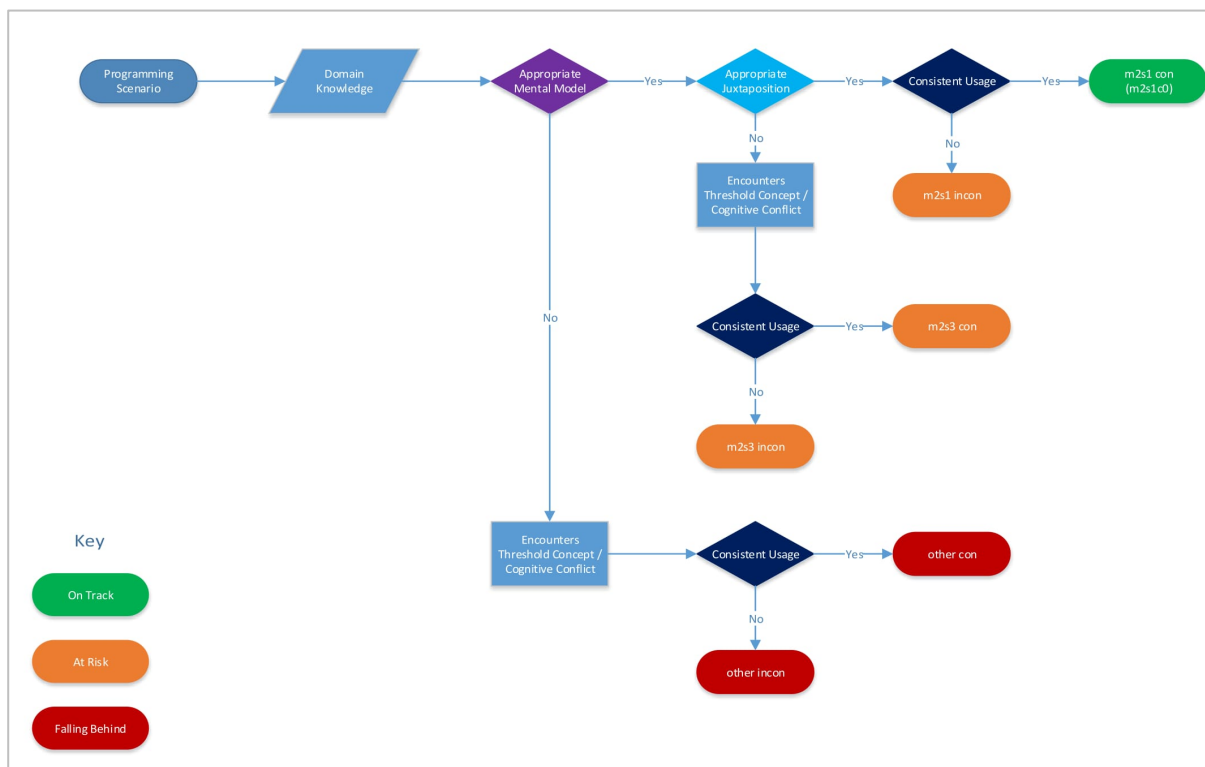 Programming
Scenario
Domain
Knowledge
Appropriate
Mental Model
Yes
Appropriate
Juxtaposition
Yes
Consistent Usage
Yes
m2s1 con
(m2s1c0)
No
No
Encounters
Threshold Concept /
Cognitive Conflict
m2s1 incon
No
Consistent Usage
Yes
m2s3 con
No
m2s3 incon
Encounters
Threshold Concept /
Cognitive Conflict
Consistent Usage
Yes
other con
No
other incon
Key
On Track
At Risk
Falling Behind